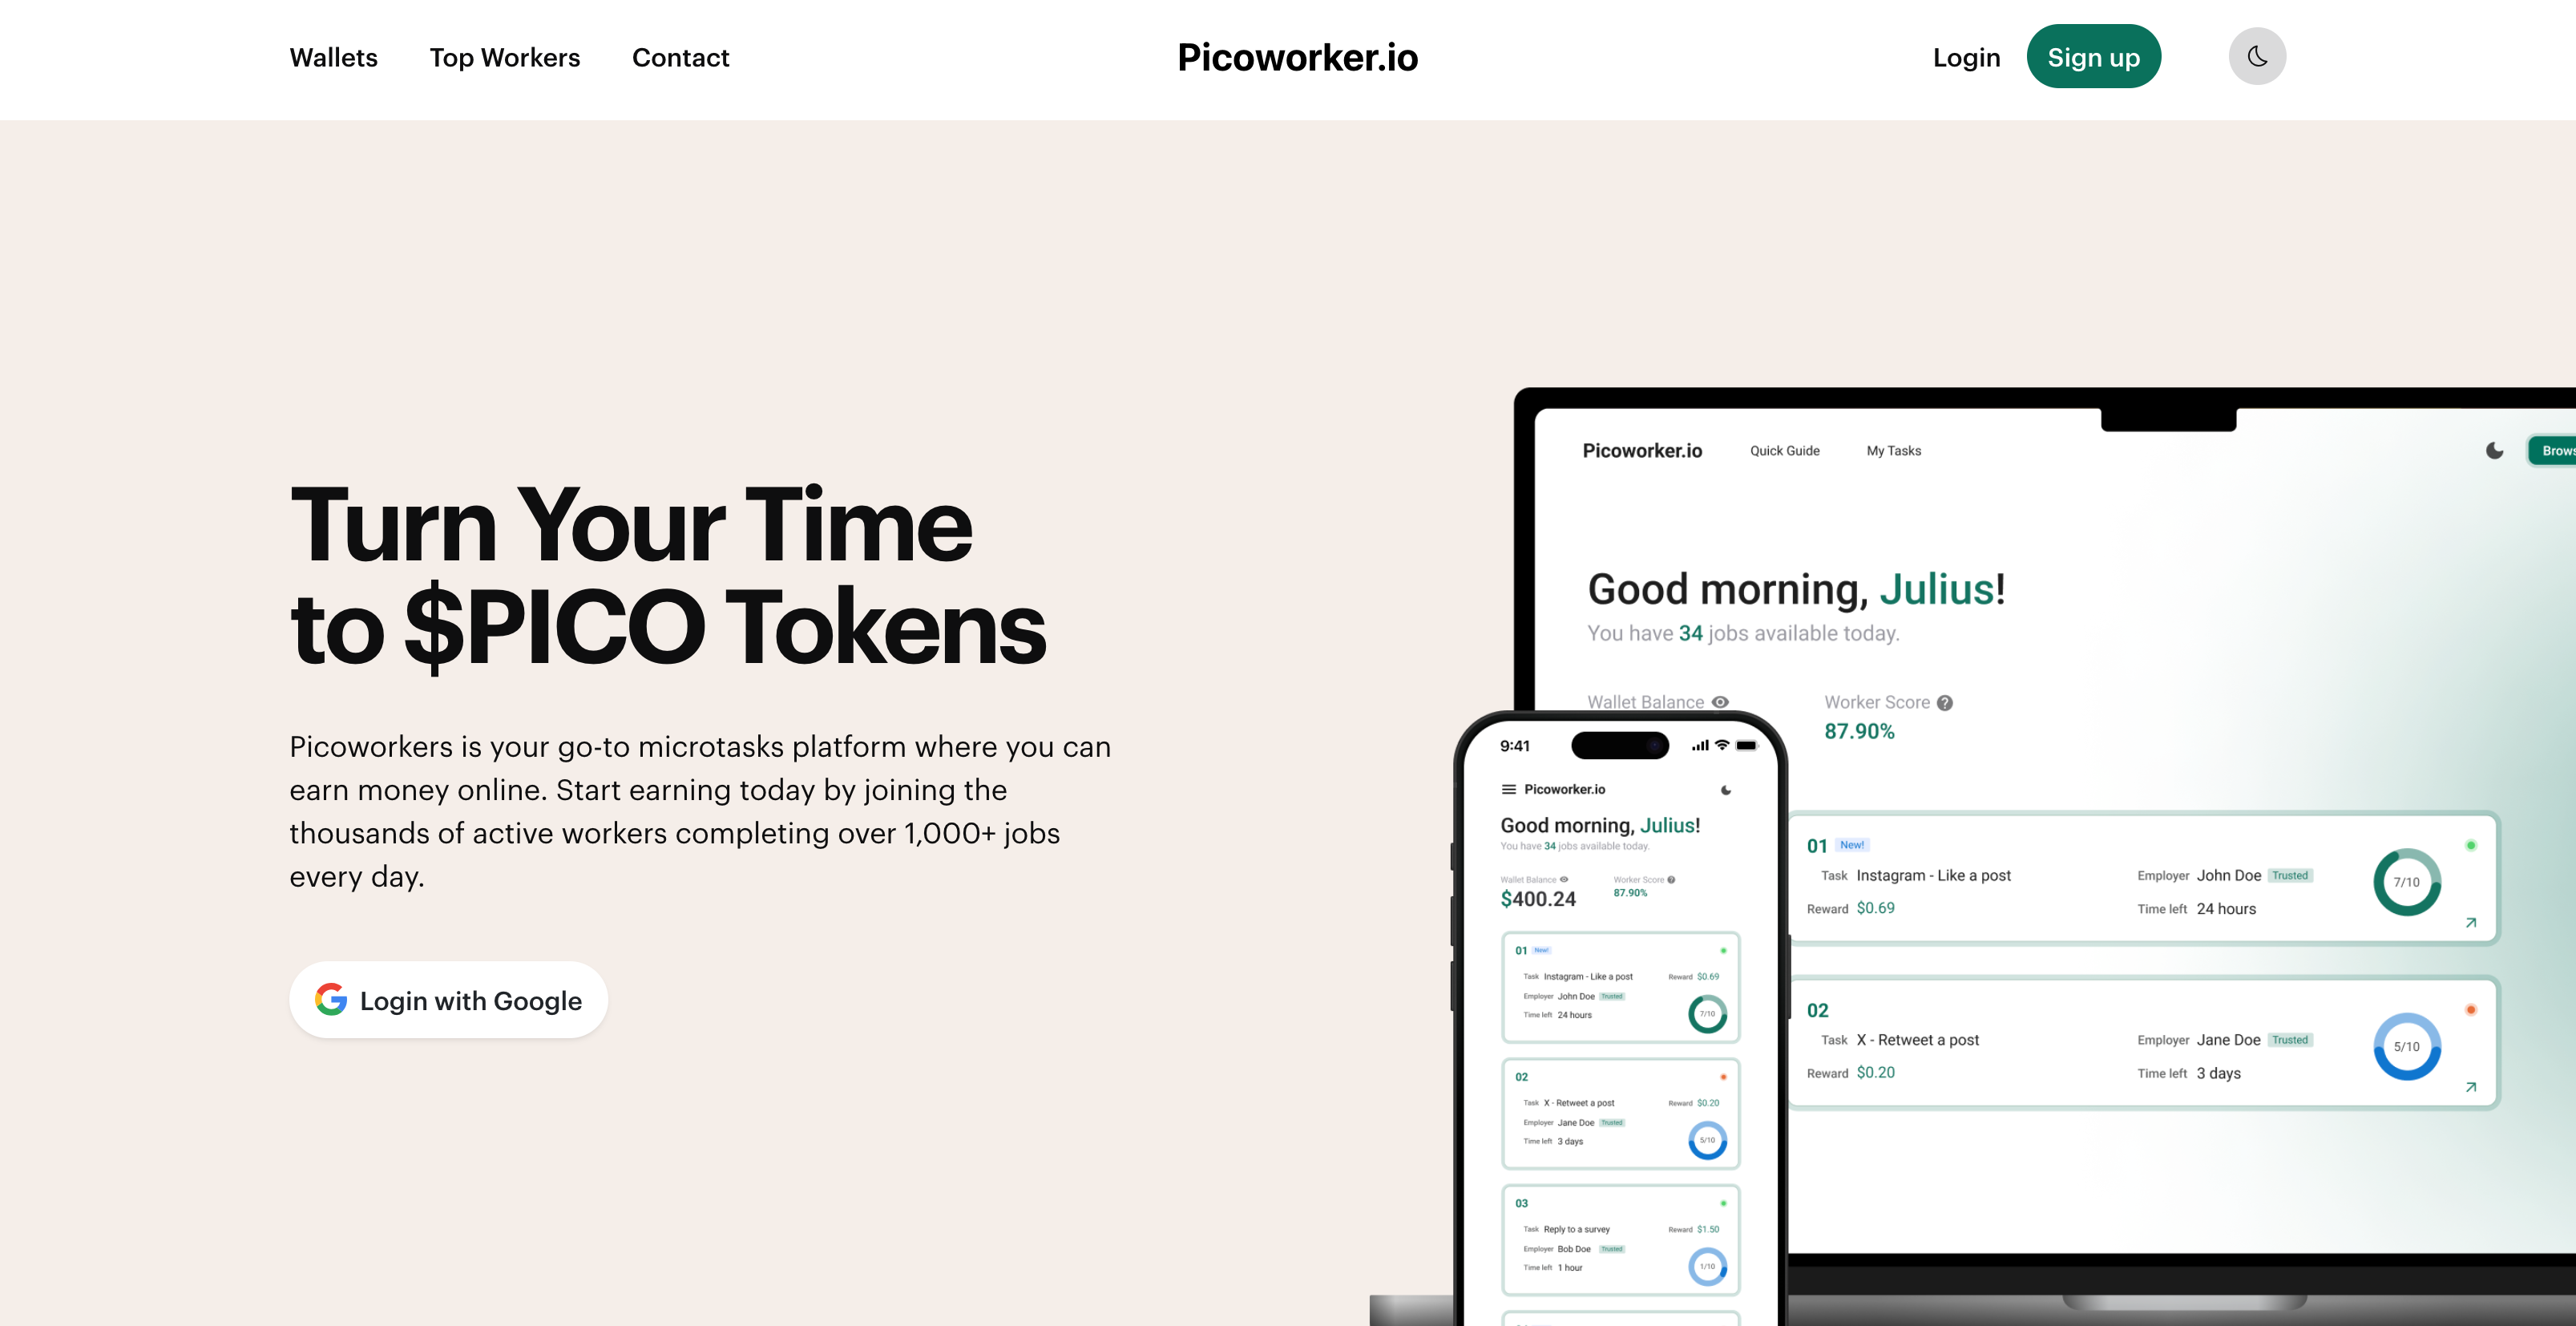 Wallets Top Workers Contact Picoworker.io Login Sign up
Turn Your Time
to $PICO Tokens
Picoworkers is your go-to microtasks platform where you can
earn money online. Start earning today by joining the
thousands of active workers completing over 1,000+ jobs
every day.
Login with Google
Picoworker.io Quick Guide My Tasks
Good morning, Julius!
You have 34 jobs available today.
Wallet Balance Worker Score
87.90%
01 New!
Task Instagram - Like a post Employer John Doe Trusted
7/10
Reward $0.69 Time left 24 hours
02
Task X - Retweet a post Employer Jane Doe Trusted
5/10
Reward $0.20 Time left 3 days
9:41
Picoworker.io
Good morning, Julius!
You have 34 jobs available today.
Wallet Balance Worker Score
$400.24 87.90%
01 New!
Task Instagram - Like a post Reward $0.69
Employer John Doe Trusted
Time left 24 hours 7/10
02
Task X - Retweet a post Reward $0.20
Employer Jane Doe Trusted
Time left 3 days 5/10
03
Task Reply to a survey Reward $1.50
Employer Bob Doe Trusted
Time left 1 hour 1/10